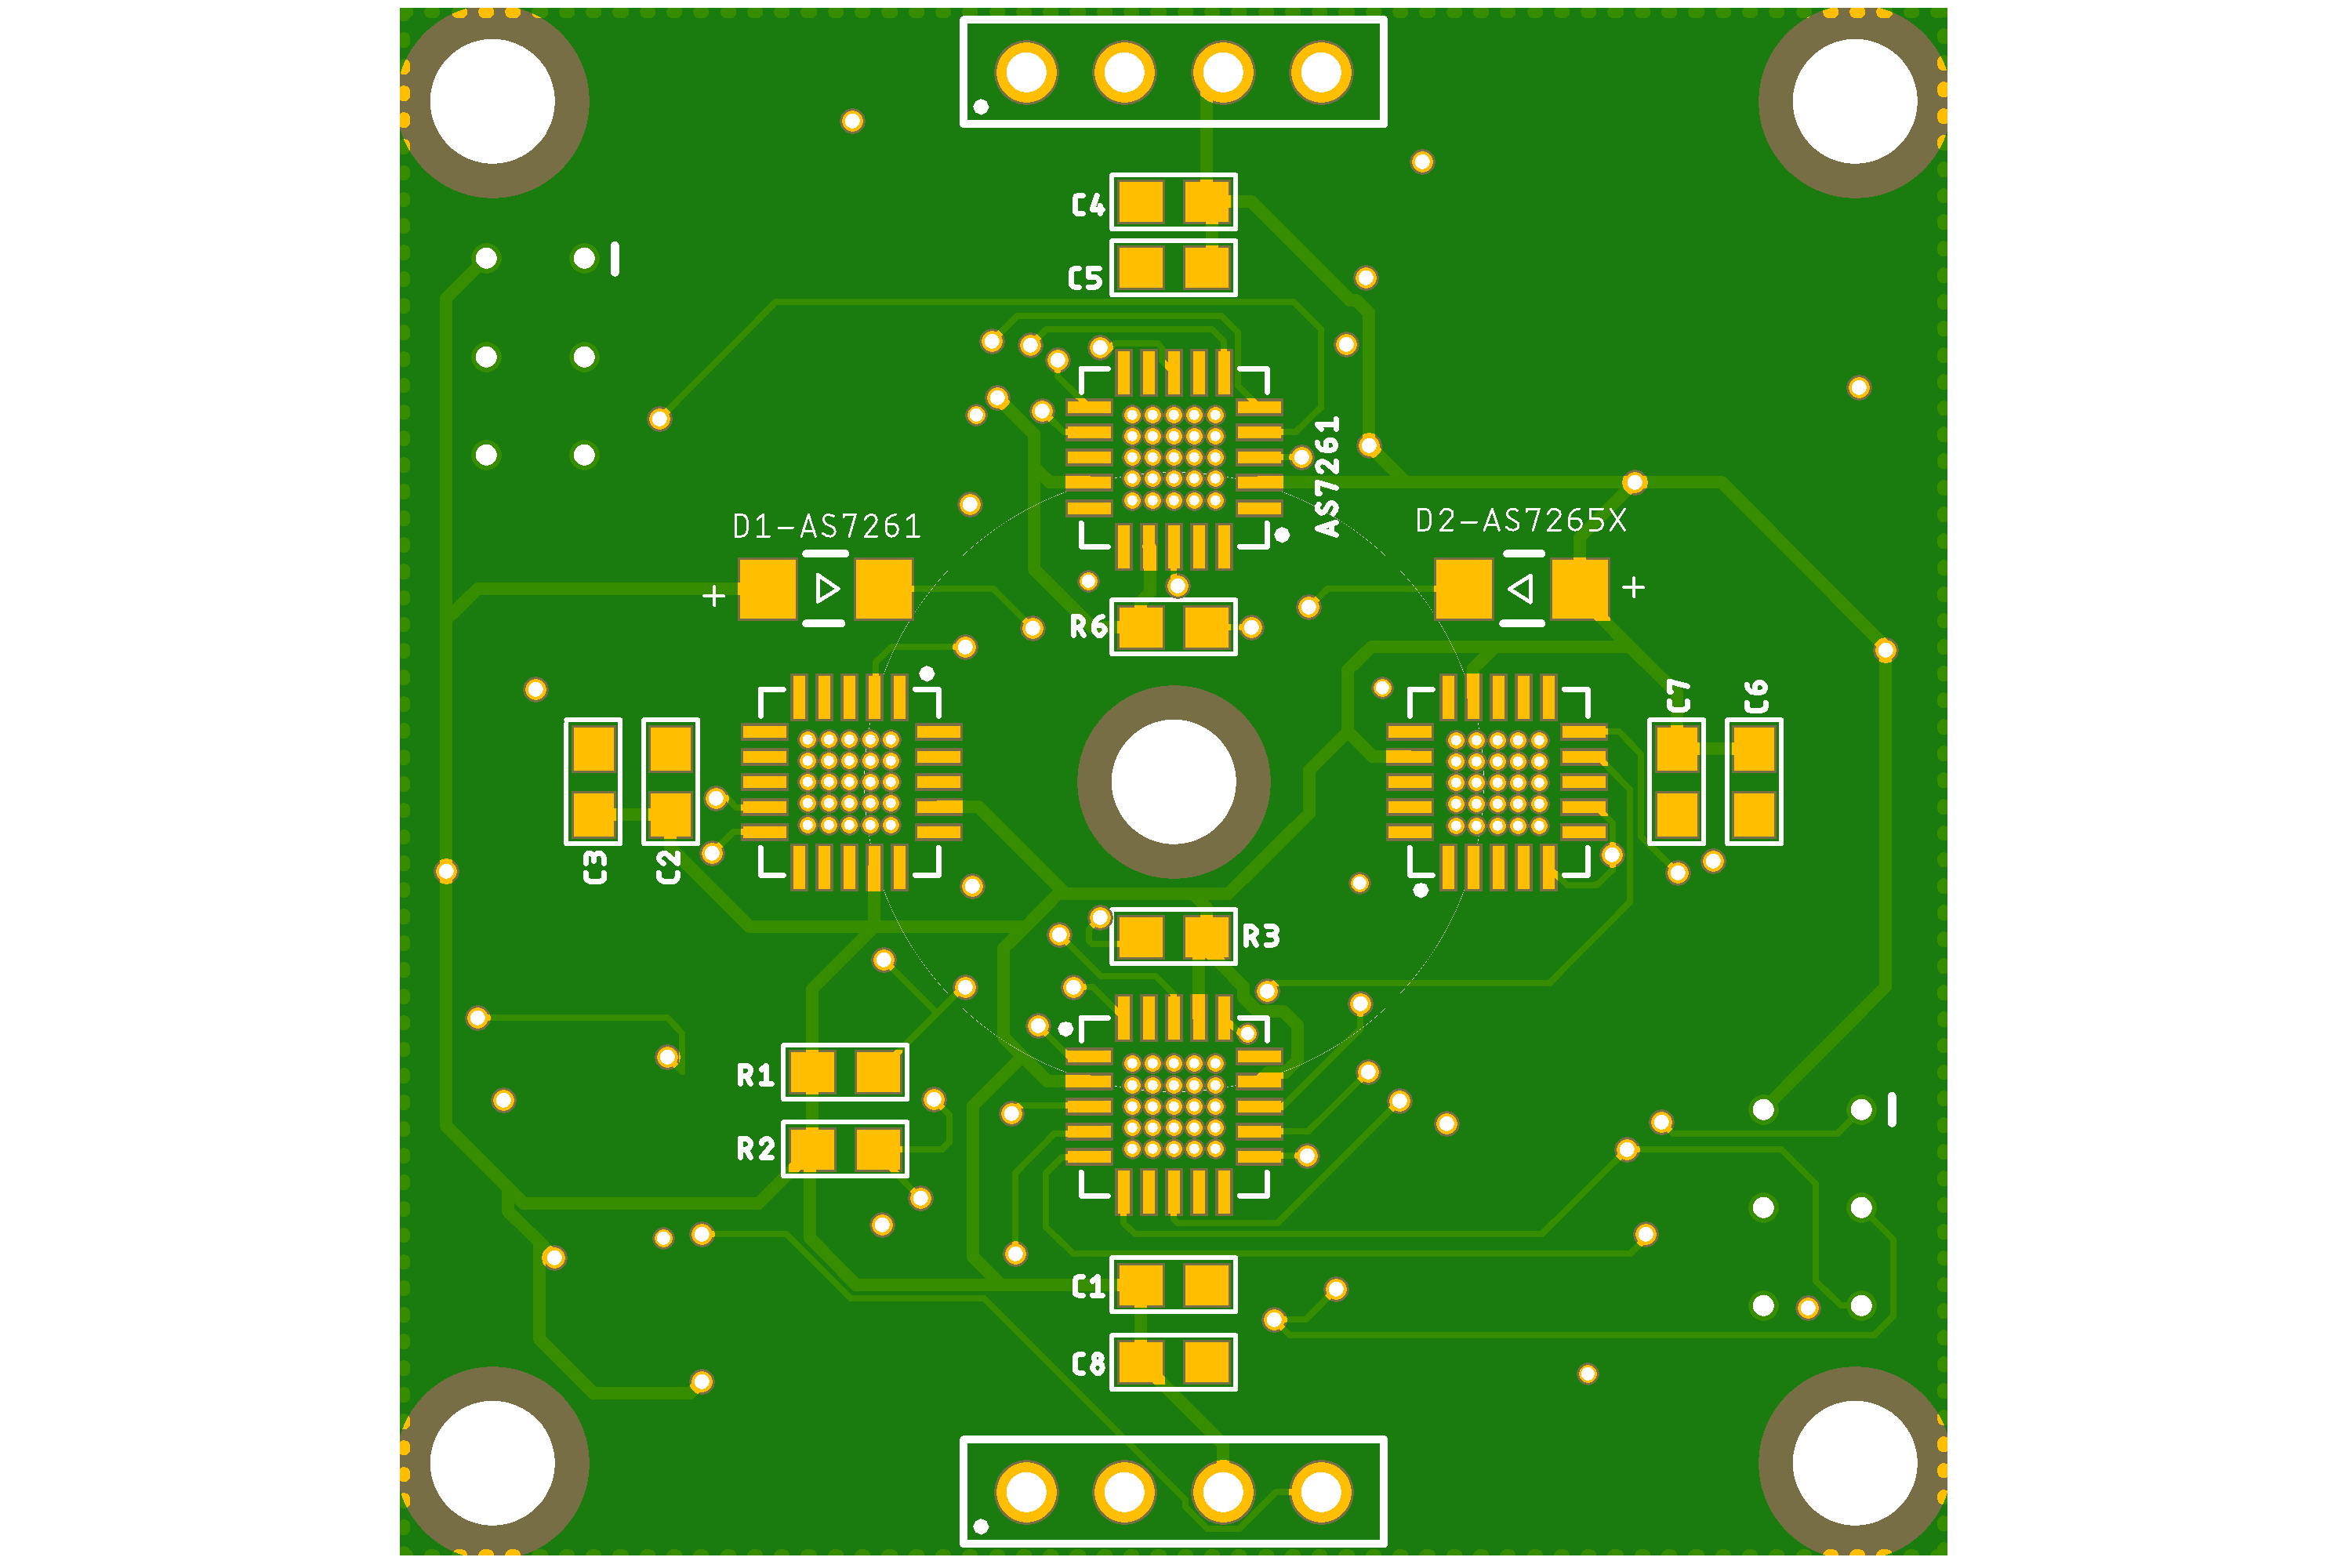 C4
C5
AS7261
D1-AS7261
D2-AS7265X
+
+
R6
C7
C6
C3
C2
R3
R1
R2
C1
C8